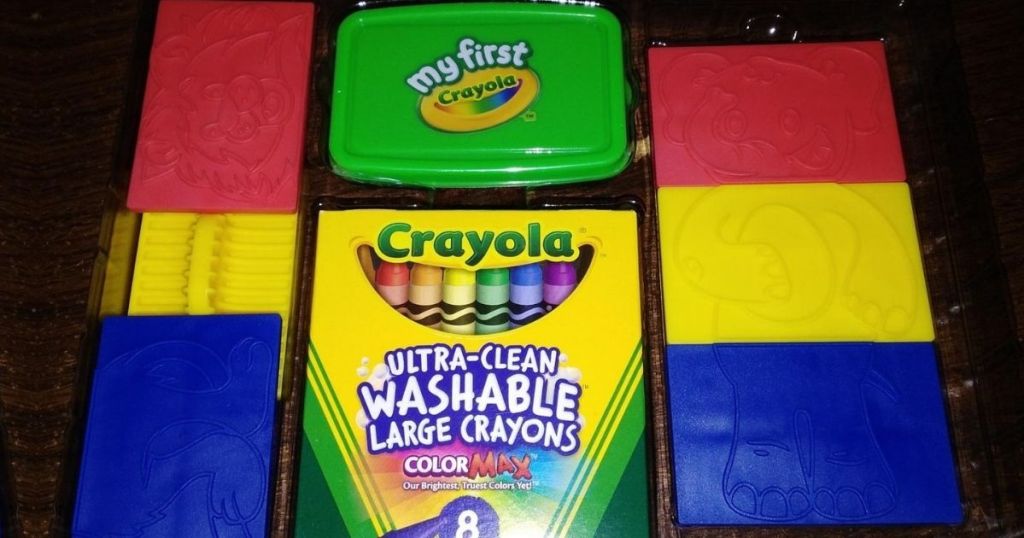 my first
Crayola
Crayola
ULTRA-CLEAN
WASHABLE
LARGE CRAYONS
COLOR MAX
Our Brightest, Truest Colors Yet!
8